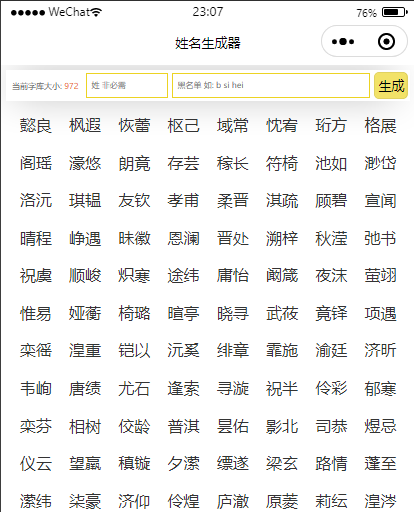 WeChat 23:07 76%
姓名生成器
当前字库大小: 972 姓 非必需 黑名单 如: b si hei 生成
懿良 枫遐 恢蕾 枢己 域常 忱宥 珩方 格展
阁瑶 濠悠 朗竟 存芸 稼长 符椅 池如 渺岱
洛沅 琪韫 友钦 孝甫 柔晋 淇疏 顾碧 宣闻
晴程 峥遇 昧徽 恩澜 晋处 溯梓 秋滢 弛书
祝虞 顺峻 炽寒 途纬 庸怡 阚箴 夜沫 萤翊
惟易 娅蘅 椅璐 暄亭 晓寻 武莜 竟铎 项遇
栾徭 湟重 铠以 沅奚 绯章 霏施 渝廷 济昕
韦峋 唐绩 尤石 逢索 寻漩 祝半 伶彩 郁寒
栾芬 相树 佼龄 普淇 昙佑 影北 司恭 煜忌
仪云 望嬴 稹镟 夕潆 缥遂 梁玄 路情 蓬至
潆纬 柒豪 济仰 伶煌 庐澈 原菱 莉纭 湟涔